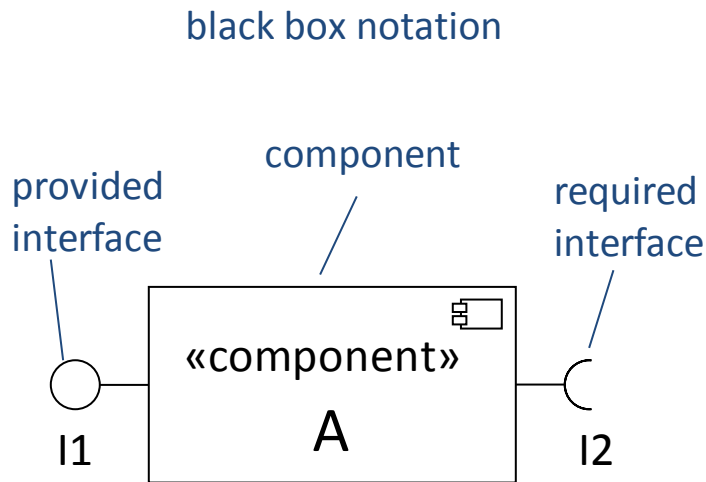 black box notation
component
provided
interface
required
interface
«component»
A
I1
I2